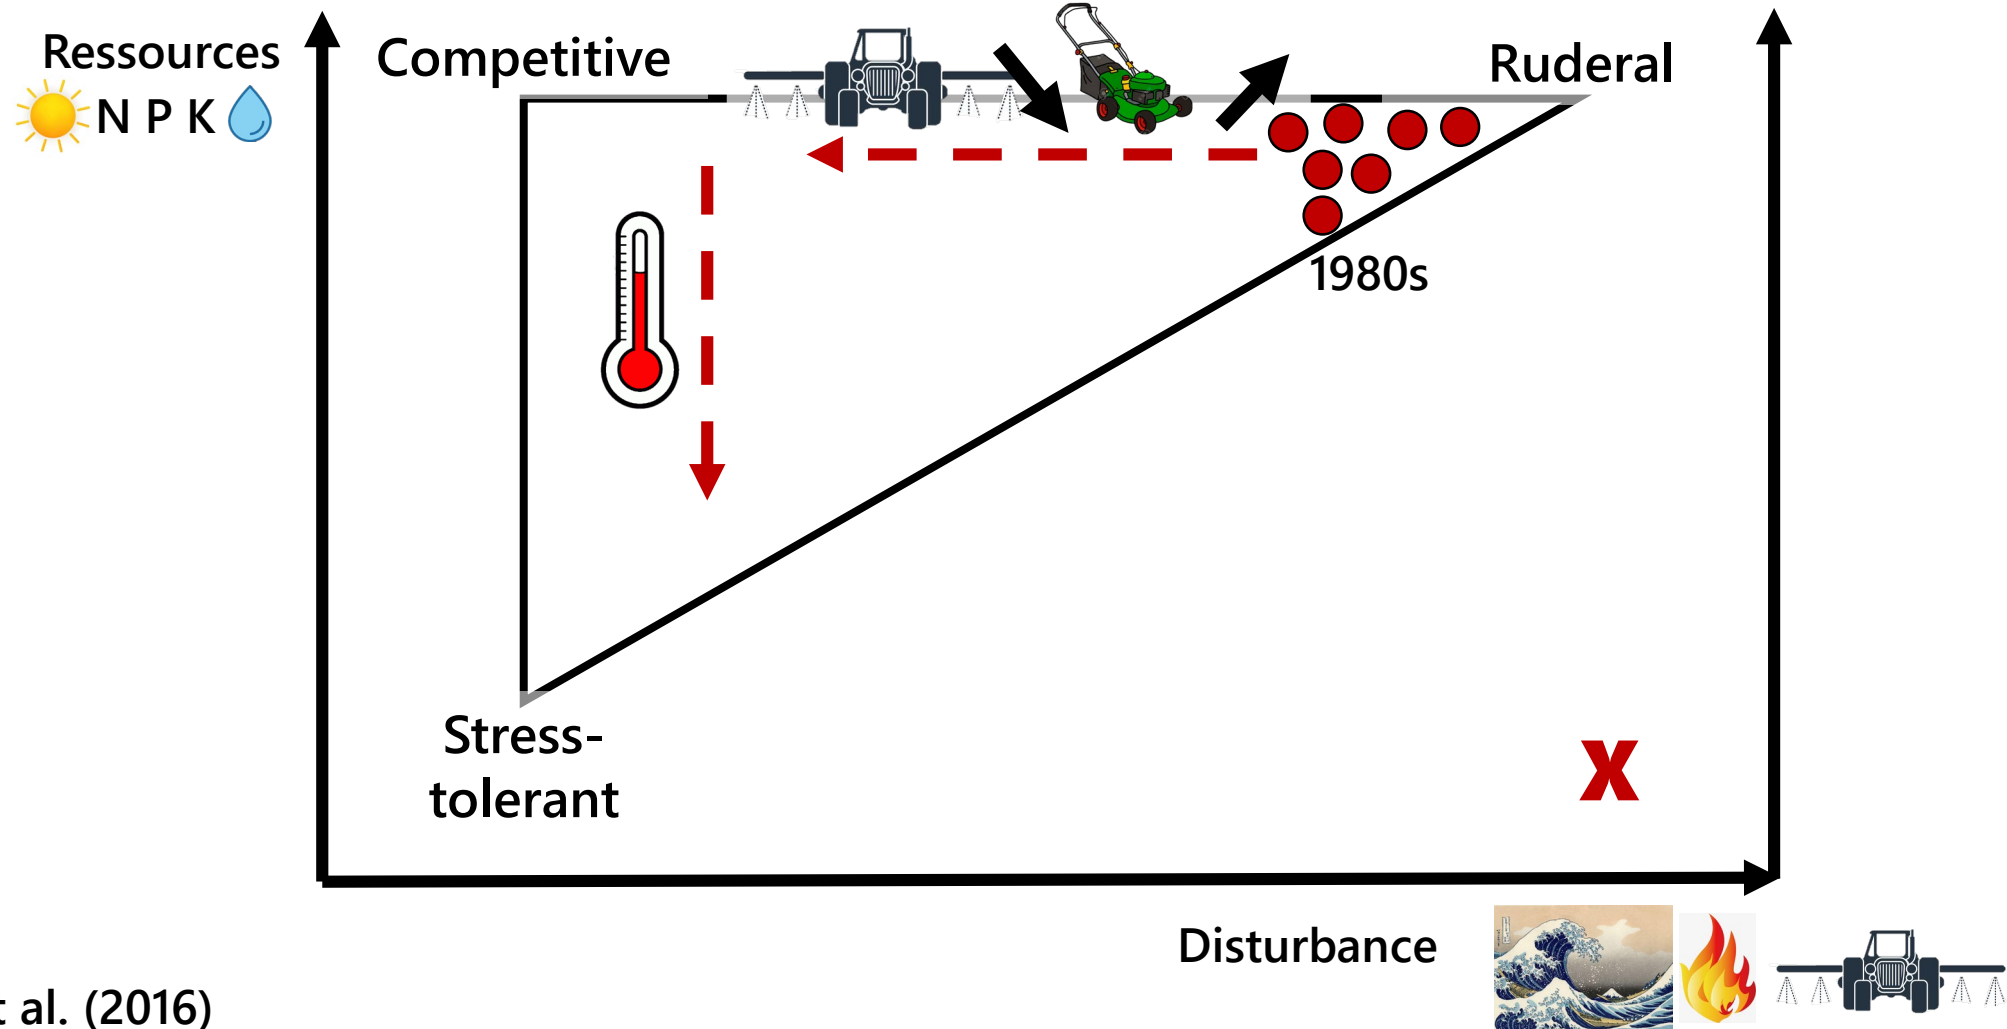 Ressources
N P K
Competitive
Ruderal
1980s
Stress-
tolerant
X
Disturbance
t al. (2016)